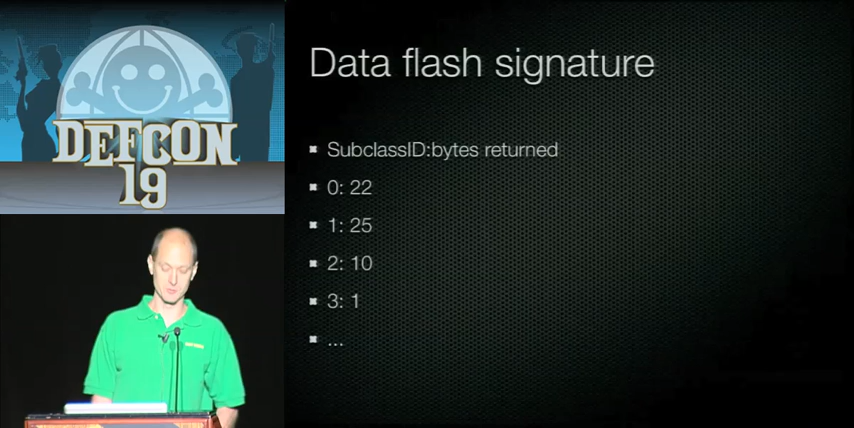 DEFCON
19
Data flash signature
SubclassID:bytes returned
0: 22
1: 25
2: 10
3: 1
...